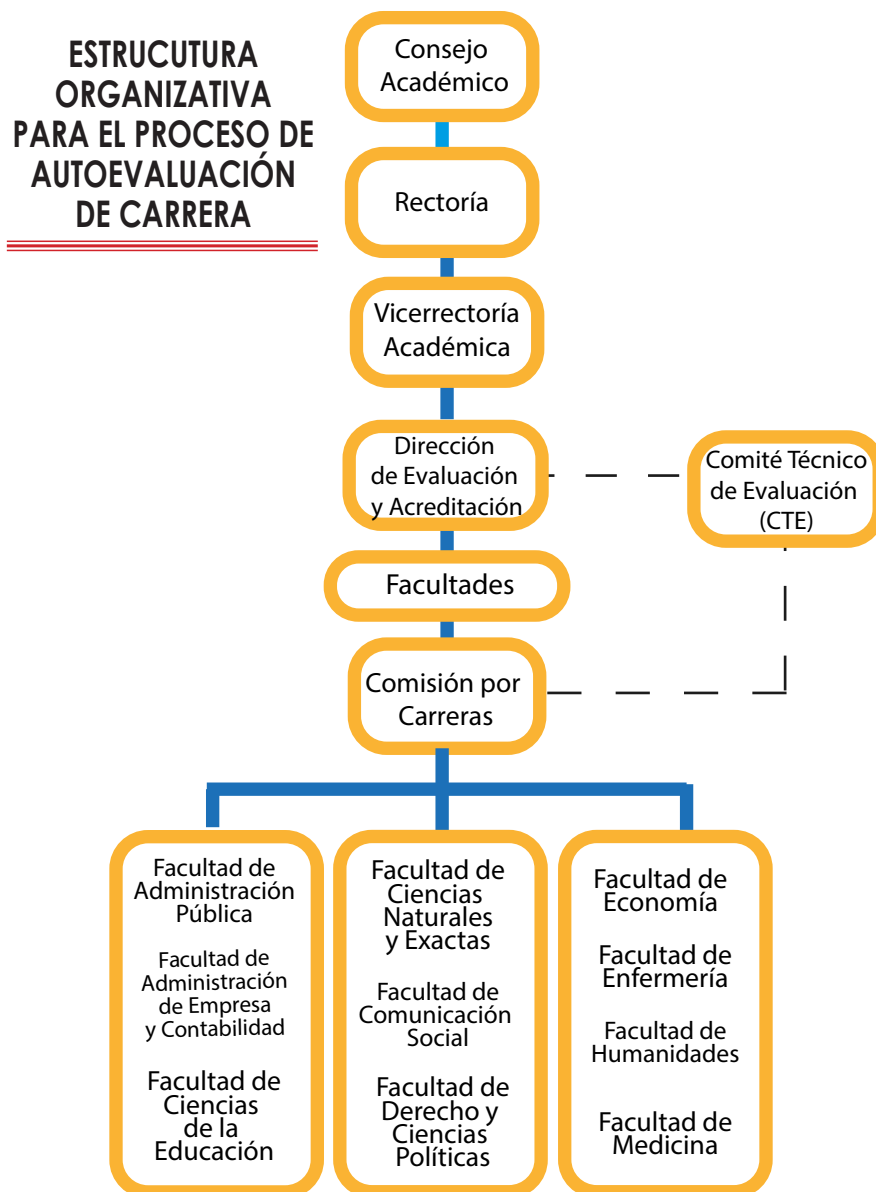 ESTRUCUTURA
ORGANIZATIVA
PARA EL PROCESO DE
AUTOEVALUACIÓN
DE CARRERA
Consejo
Académico
Rectoría
Vicerrectoría
Académica
Dirección
de Evaluación
y Acreditación
Comité Técnico
de Evaluación
(CTE)
Facultades
Comisión por
Carreras
Facultad de
Administración
Pública
Facultad de
Administración
de Empresa
y Contabilidad
Facultad de
Ciencias
de la
Educación
Facultad de
Ciencias
Naturales
y Exactas
Facultad de
Comunicación
Social
Facultad de
Derecho y
Ciencias
Políticas
Facultad de
Economía
Facultad de
Enfermería
Facultad de
Humanidades
Facultad de
Medicina